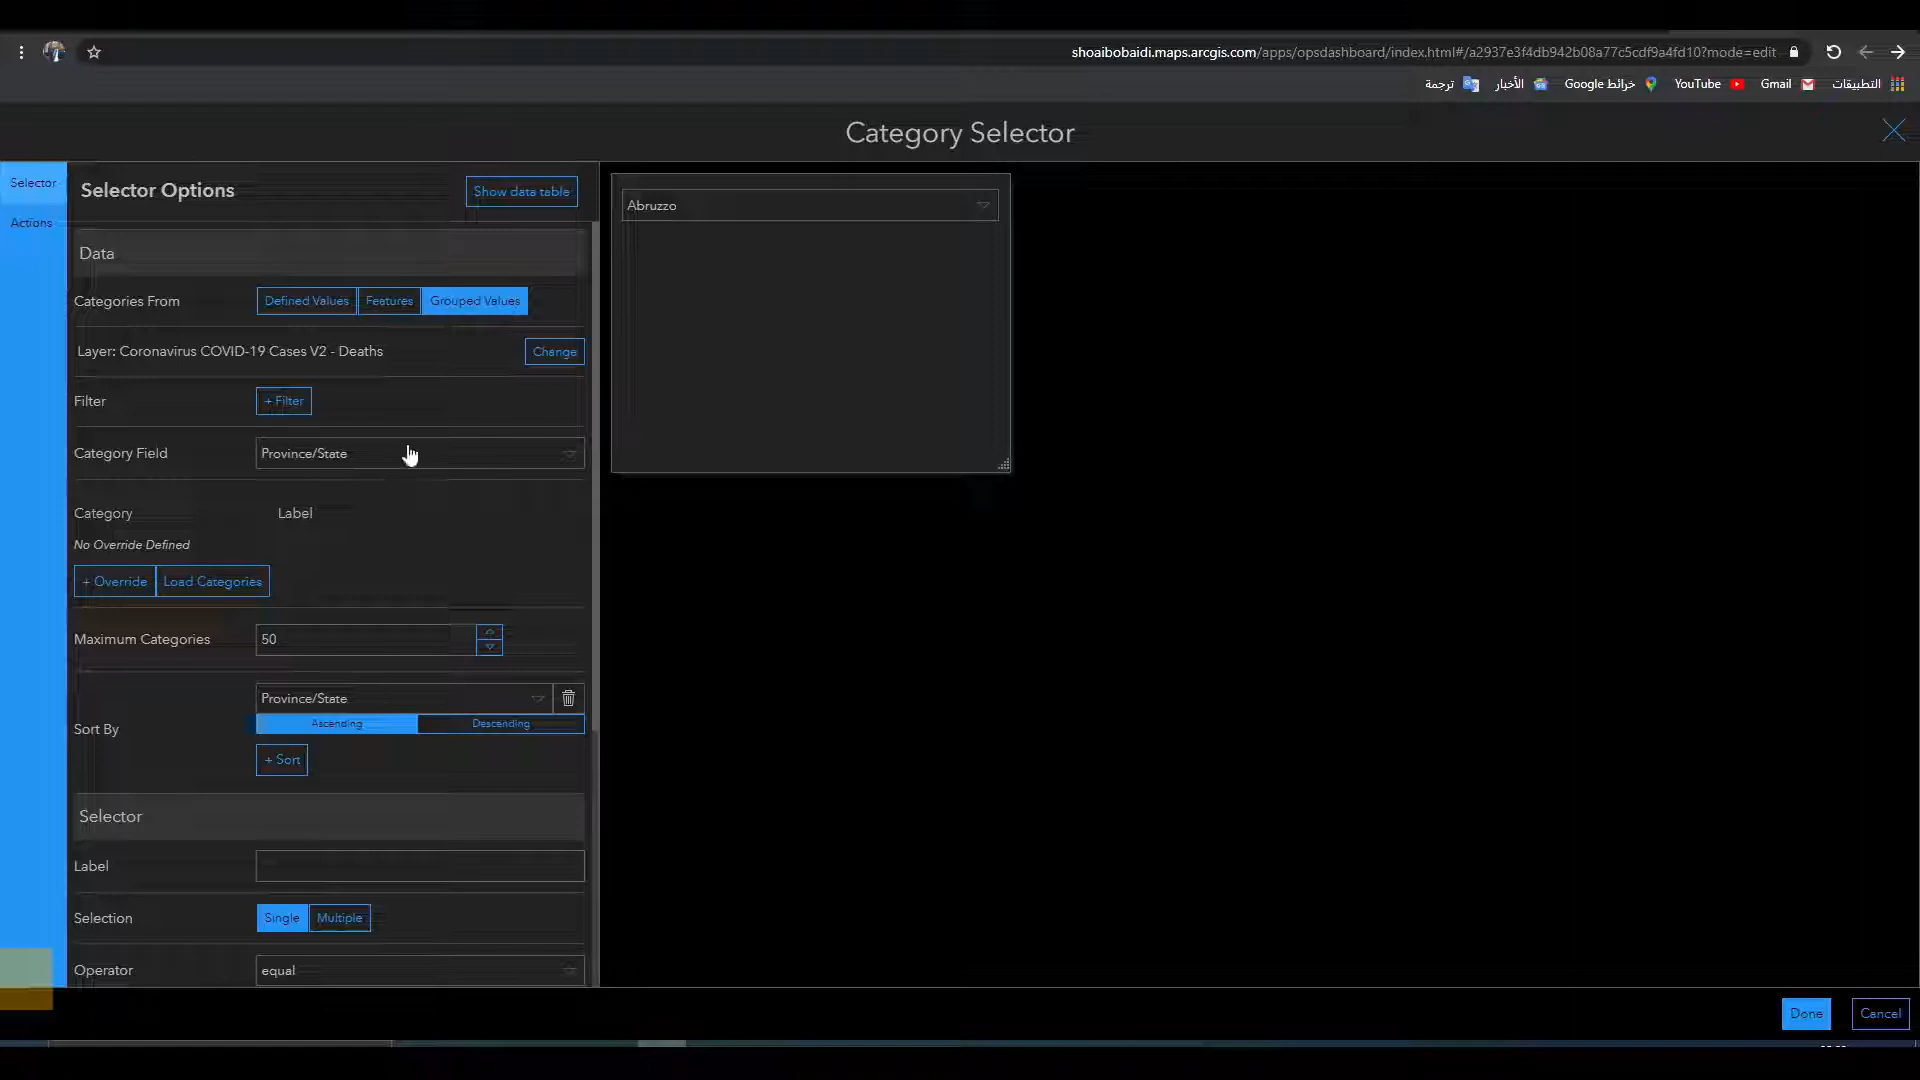 shoaibobaidi.maps.arcgis.com/apps/opsdashboard/index.html#/a2937e3f4db942b08a77c5cdf9a4fd10?mode=edit
التطبيقات Gmail YouTube خرائط Google الأخبار ترجمة
Category Selector
Selector
Actions
Selector Options
Show data table
Data
Categories From Defined Values Features Grouped Values
Layer: Coronavirus COVID-19 Cases V2 - Deaths Change
Filter + Filter
Category Field Province/State
Category Label
No Override Defined
+ Override Load Categories
Maximum Categories 50
Province/State
Ascending Descending
Sort By
+ Sort
Selector
Label
Selection Single Multiple
Operator equal
Abruzzo
Done Cancel